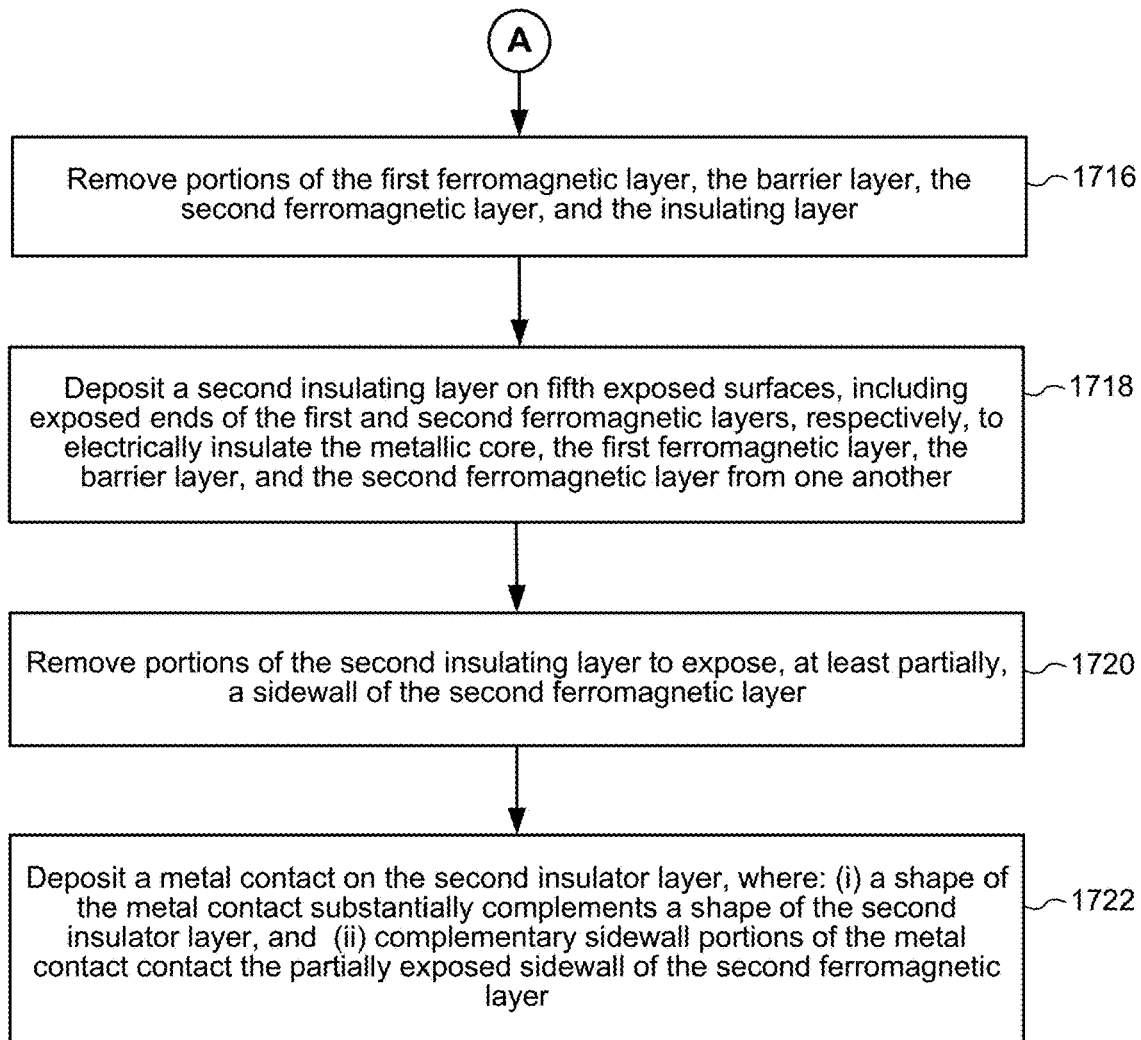 A
Remove portions of the first ferromagnetic layer, the barrier layer, the
second ferromagnetic layer, and the insulating layer
1716
Deposit a second insulating layer on fifth exposed surfaces, including
exposed ends of the first and second ferromagnetic layers, respectively, to
electrically insulate the metallic core, the first ferromagnetic layer, the
barrier layer, and the second ferromagnetic layer from one another
1718
Remove portions of the second insulating layer to expose, at least partially,
a sidewall of the second ferromagnetic layer
1720
Deposit a metal contact on the second insulator layer, where: (i) a shape of
the metal contact substantially complements a shape of the second
insulator layer, and (ii) complementary sidewall portions of the metal
contact contact the partially exposed sidewall of the second ferromagnetic
layer
1722